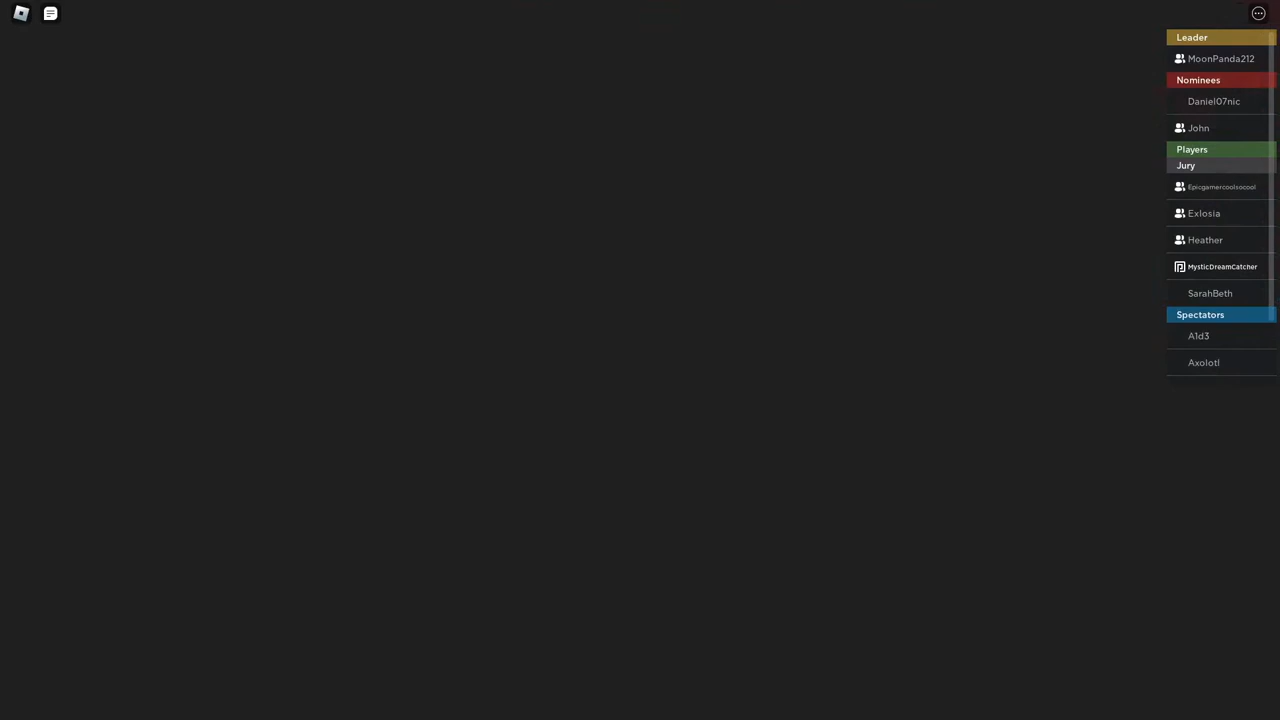 Leader
MoonPanda212
Nominees
Daniel07nic
John
Players
Jury
Epicgamercoolsocool
Exlosia
Heather
MysticDreamCatcher
SarahBeth
Spectators
A1d3
Axolotl